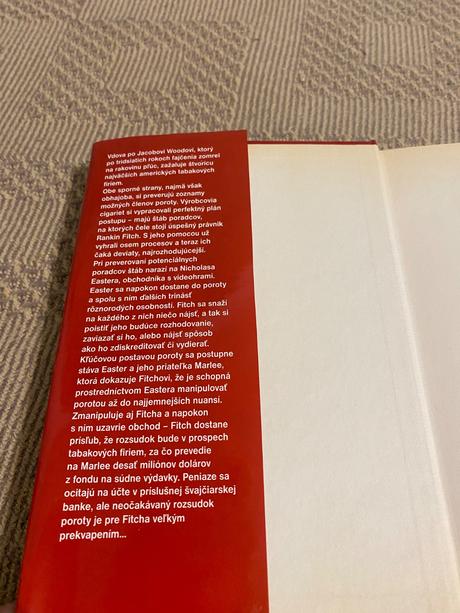 Vdova po Jacobovi Woodovi, ktorý
po tridsiatich rokoch fajčenia zomrel
na rakovinu pľúc, zažaluje štvoricu
najväčších amerických tabakových
firiem.
Obe sporné strany, najmä však
obhajoba, si preverujú zoznamy
možných členov poroty. Výrobcovia
cigariet si vypracovali perfektný plán
postupu – majú štáb poradcov,
na ktorých čele stojí úspešný právnik
Rankin Fitch. S jeho pomocou už
vyhrali osem procesov a teraz ich
čaká deviaty, najrozhodujúcejší.
Pri preverovaní potenciálnych
poradcov štáb narazí na Nicholasa
Eastera, obchodníka s videohrami.
Easter sa napokon dostane do poroty
a spolu s ním ďalších trinásť
rôznorodých osobností. Fitch sa snaží
na každého z nich niečo nájsť, a tak si
poistiť jeho budúce rozhodovanie,
zaviazať si ho, alebo nájsť spôsob
ako ho zdiskreditovať či vydierať.
Kľúčovou postavou poroty sa postupne
stáva Easter a jeho priateľka Marlee,
ktorá dokazuje Fitchovi, že je schopná
prostredníctvom Eastera manipulovať
porotou až do najjemnejších nuansí.
Zmanipuluje aj Fitcha a napokon
s ním uzavrie obchod – Fitch dostane
prísľub, že rozsudok bude v prospech
tabakových firiem, za čo prevedie
na Marlee desať miliónov dolárov
z fondu na súdne výdavky. Peniaze sa
ocitajú na účte v príslušnej švajčiarskej
banke, ale neočakávaný rozsudok
poroty je pre Fitcha veľkým
prekvapením...